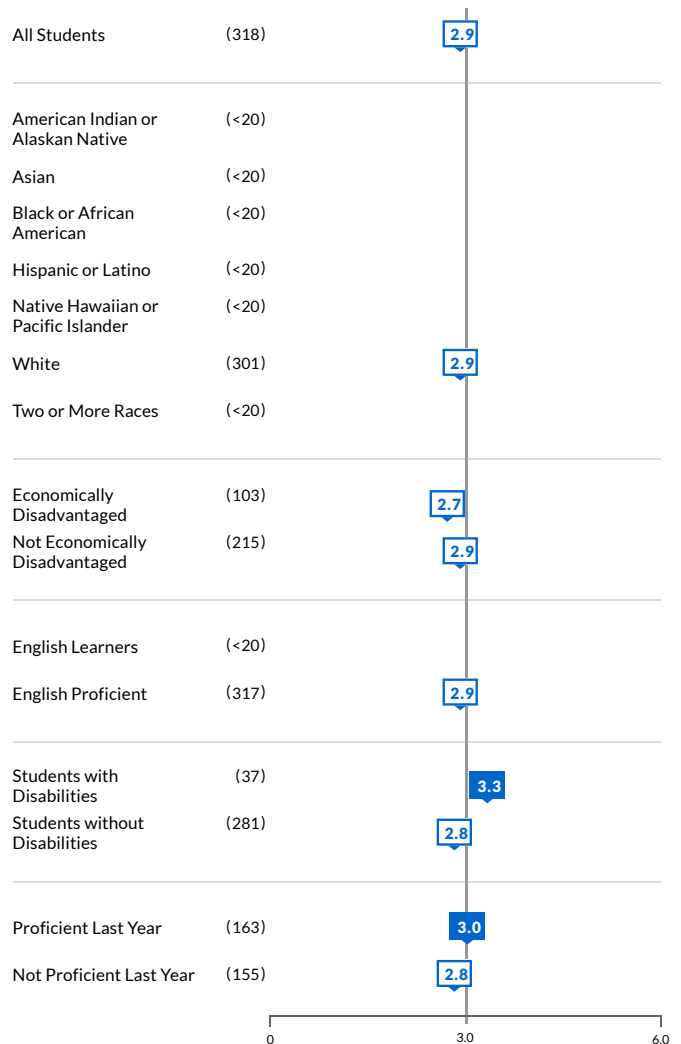 All Students (318) 2.9
American Indian or (<20)
Alaskan Native
Asian (<20)
Black or African (<20)
American
Hispanic or Latino (<20)
Native Hawaiian or (<20)
Pacific Islander
White (301) 2.9
Two or More Races (<20)
Economically (103) 2.7
Disadvantaged
Not Economically (215) 2.9
Disadvantaged
English Learners (<20)
English Proficient (317) 2.9
Students with (37) 3.3
Disabilities
Students without (281) 2.8
Disabilities
Proficient Last Year (163) 3.0
Not Proficient Last Year (155) 2.8
0 3.0 6.0